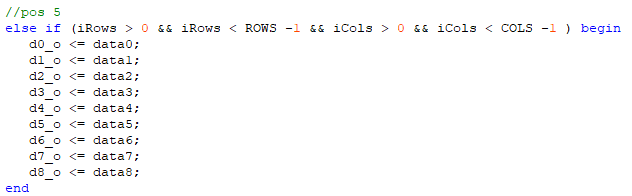 //pos 5
else if (iRows > 0 && iRows < ROWS -1 && iCols > 0 && iCols < COLS -1 ) begin
d0_o <= data0;
d1_o <= data1;
d2_o <= data2;
d3_o <= data3;
d4_o <= data4;
d5_o <= data5;
d6_o <= data6;
d7_o <= data7;
d8_o <= data8;
end